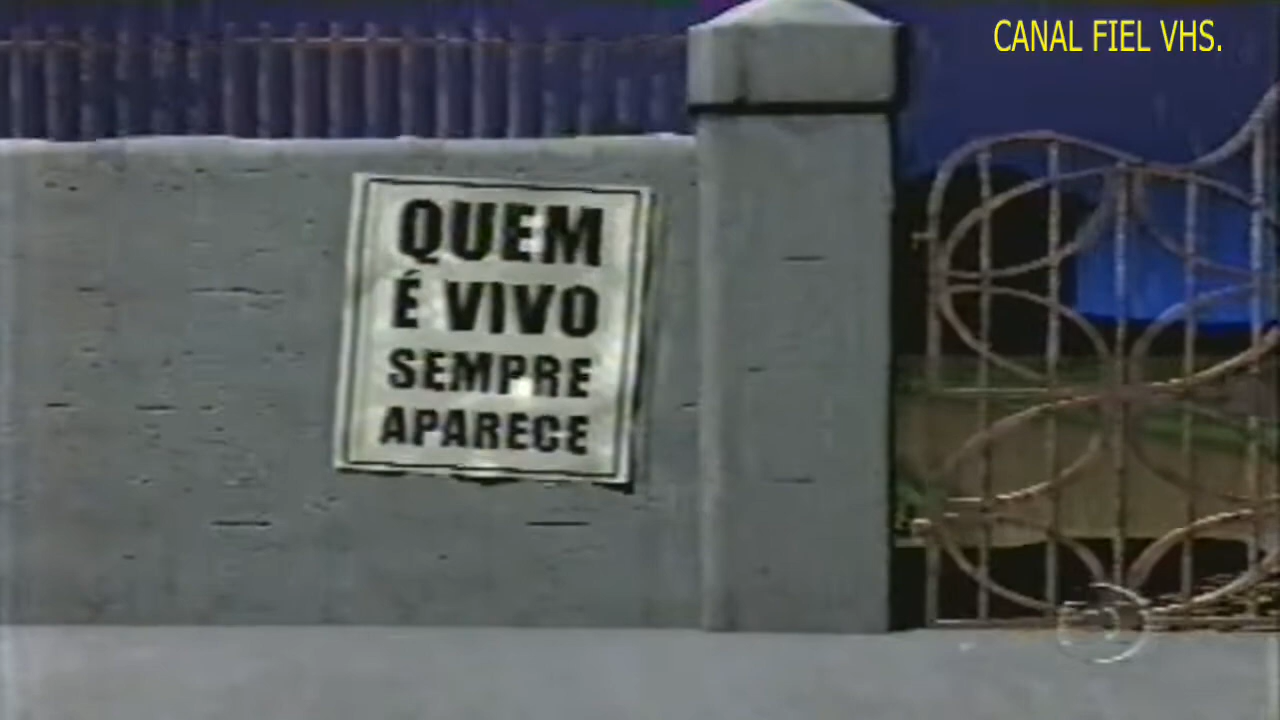 CANAL FIEL VHS.
QUEM
É VIVO
SEMPRE
APARECE